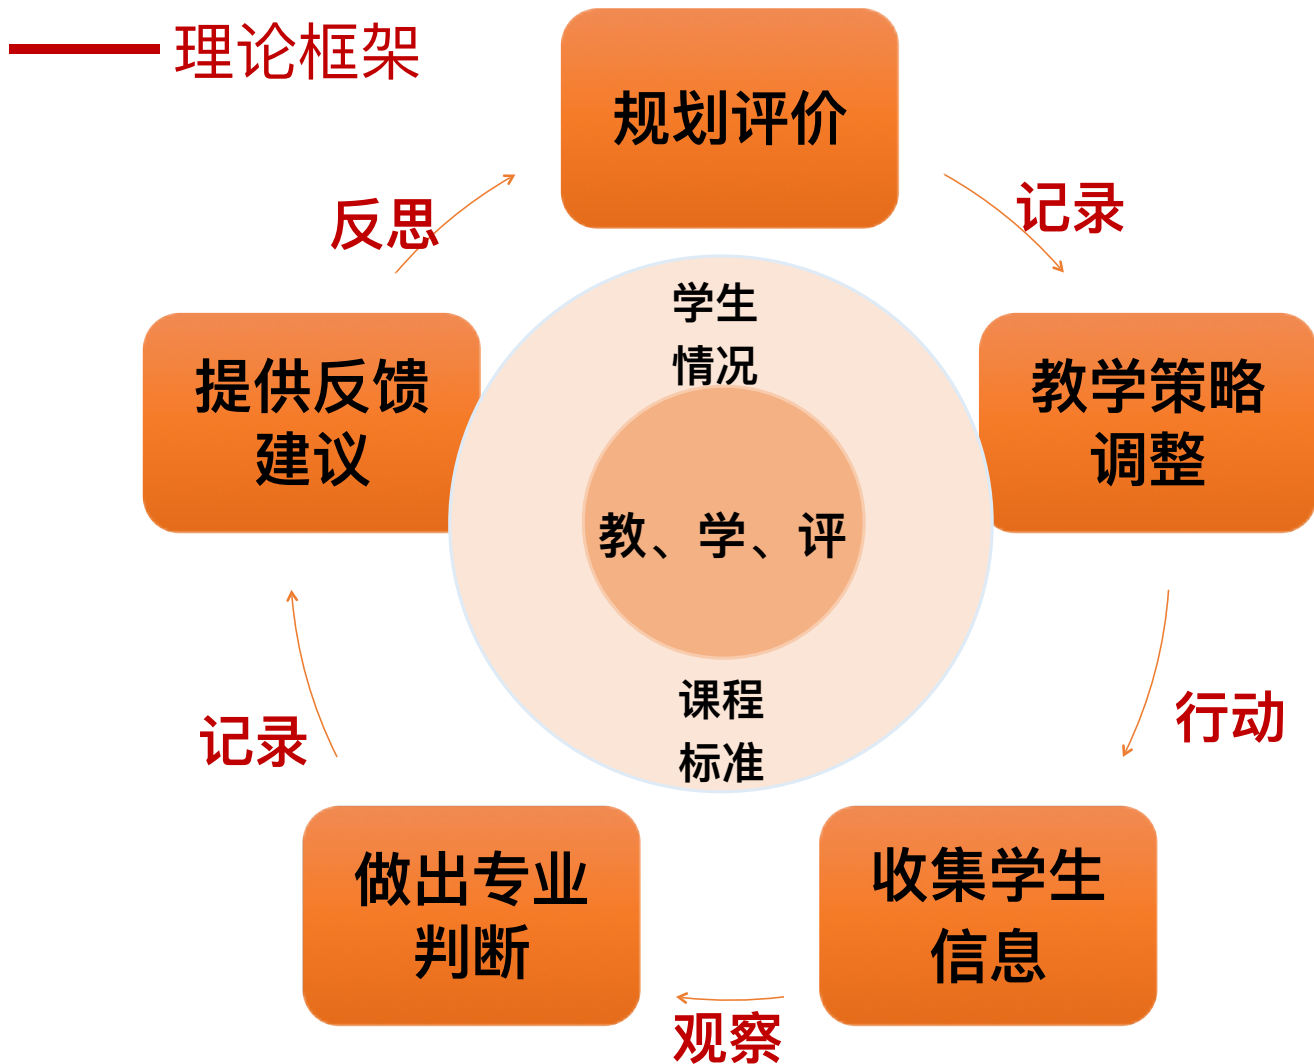 理论框架
规划评价
反思
记录
学生
情况
提供反馈
建议
教学策略
调整
教、学、评
课程
标准
记录
行动
做出专业
判断
收集学生
信息
观察